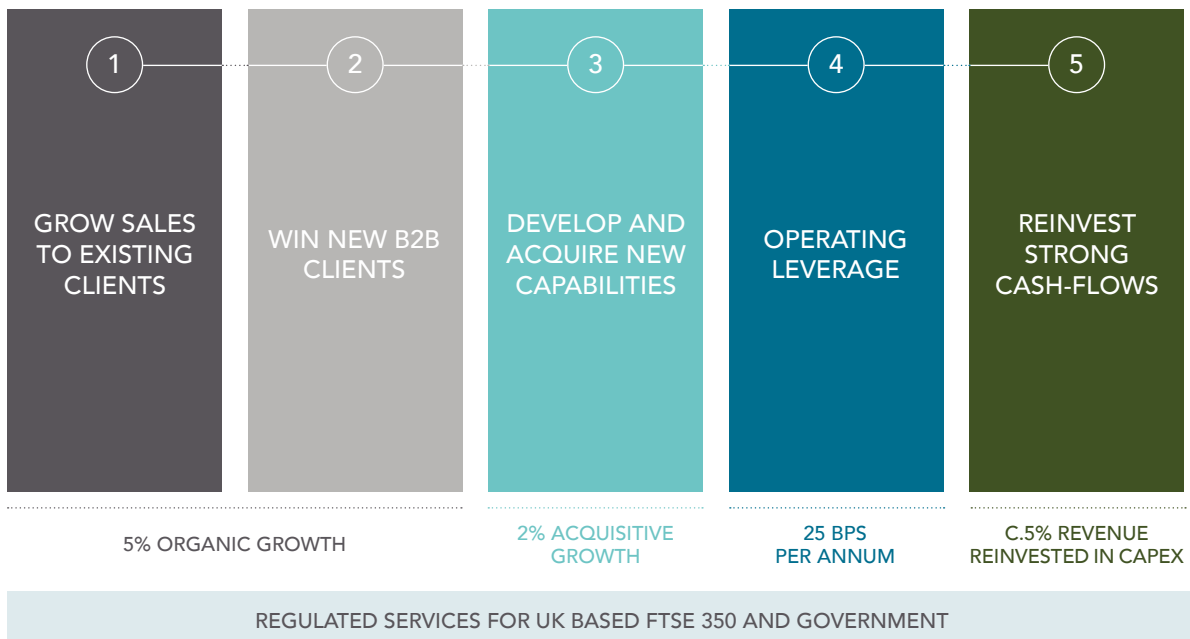 1
GROW SALES
TO EXISTING
CLIENTS
2
WIN NEW B2B
CLIENTS
3
DEVELOP AND
ACQUIRE NEW
CAPABILITIES
4
OPERATING
LEVERAGE
5
REINVEST
STRONG
CASH-FLOWS
5% ORGANIC GROWTH
2% ACQUISITIVE
GROWTH
25 BPS
PER ANNUM
C.5% REVENUE
REINVESTED IN CAPEX
REGULATED SERVICES FOR UK BASED FTSE 350 AND GOVERNMENT